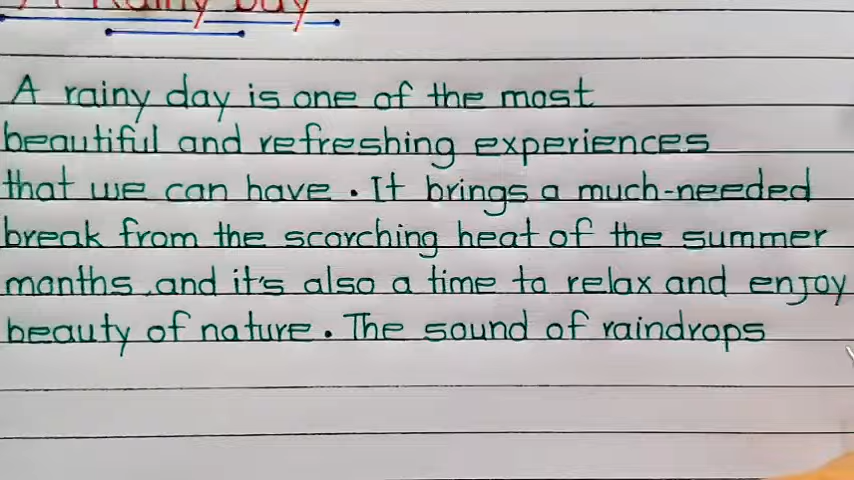 A Rainy Day
A rainy day is one of the most
beautiful and refreshing experiences
that we can have. It brings a much-needed
break from the scorching heat of the summer
months, and it's also a time to relax and enjoy
beauty of nature. The sound of raindrops